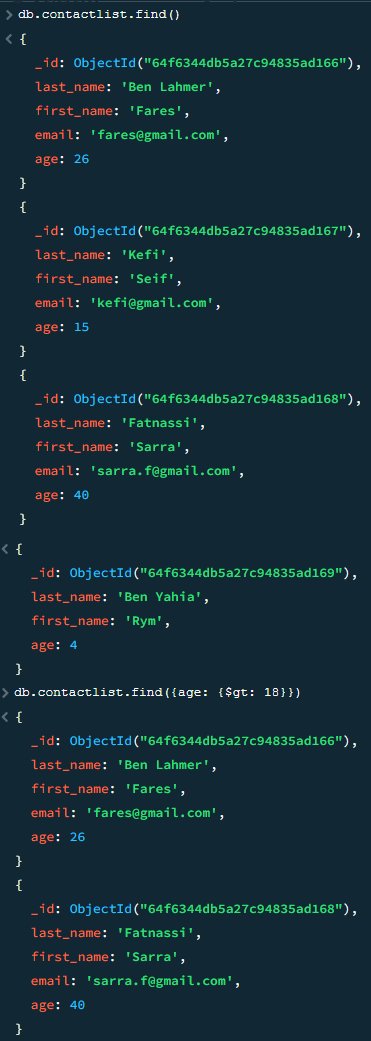 > db.contactlist.find()
< {
_id: ObjectId("64f6344db5a27c94835ad166"),
last_name: 'Ben Lahmer',
first_name: 'Fares',
email: 'fares@gmail.com',
age: 26
}
{
_id: ObjectId("64f6344db5a27c94835ad167"),
last_name: 'Kefi',
first_name: 'Seif',
email: 'kefi@gmail.com',
age: 15
}
{
_id: ObjectId("64f6344db5a27c94835ad168"),
last_name: 'Fatnassi',
first_name: 'Sarra',
email: 'sarra.f@gmail.com',
age: 40
}
< {
_id: ObjectId("64f6344db5a27c94835ad169"),
last_name: 'Ben Yahia',
first_name: 'Rym',
age: 4
}
> db.contactlist.find({age: {$gt: 18}})
< {
_id: ObjectId("64f6344db5a27c94835ad166"),
last_name: 'Ben Lahmer',
first_name: 'Fares',
email: 'fares@gmail.com',
age: 26
}
{
_id: ObjectId("64f6344db5a27c94835ad168"),
last_name: 'Fatnassi',
first_name: 'Sarra',
email: 'sarra.f@gmail.com',
age: 40
}